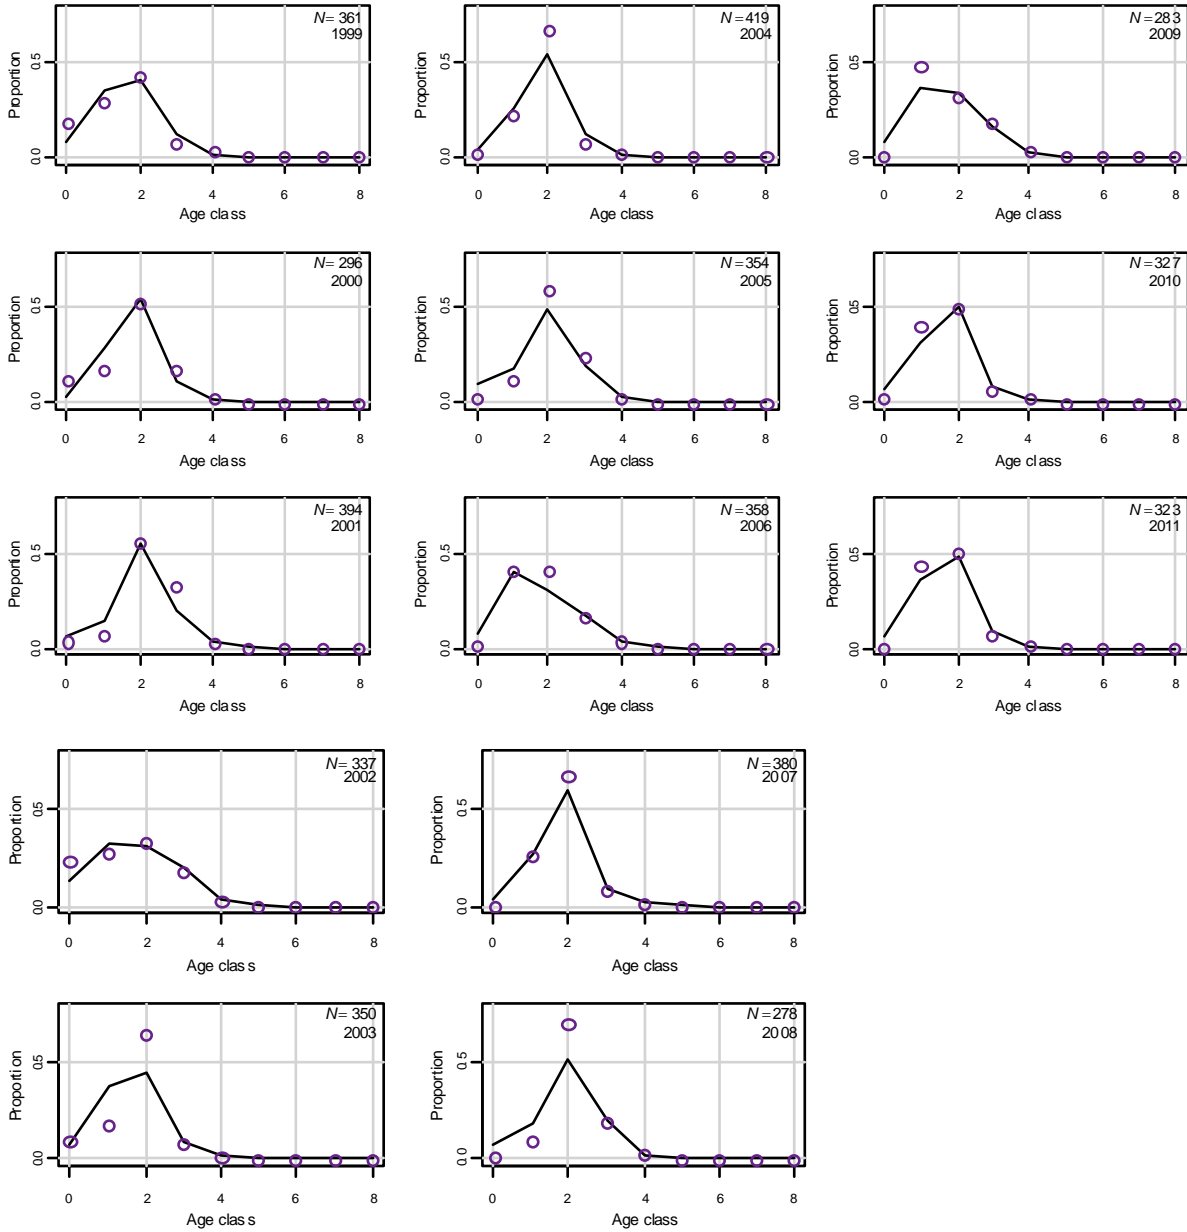 N= 361
1999
Proportion
0.5
0.0
0 2 4 6 8
Age class
N=419
2004
Proportion
0.5
0.0
0 2 4 6 8
Age class
N=283
2009
Proportion
0.5
0.0
0 2 4 6 8
Age class
N= 296
2000
Proportion
0.5
0.0
0 2 4 6 8
Age class
N=354
2005
Proportion
0.5
0.0
0 2 4 6 8
Age class
N=327
2010
Proportion
0.5
0.0
0 2 4 6 8
Age class
N= 394
2001
Proportion
0.5
0.0
0 2 4 6 8
Age class
N=358
2006
Proportion
0.5
0.0
0 2 4 6 8
Age class
N=323
2011
Proportion
0.5
0.0
0 2 4 6 8
Age class
N= 337
2002
Proportion
0.5
0.0
0 2 4 6 8
Age class
N=380
2007
Proportion
0.5
0.0
0 2 4 6 8
Age class
N= 350
2003
Proportion
0.5
0.0
0 2 4 6 8
Age class
N=278
2008
Proportion
0.5
0.0
0 2 4 6 8
Age class